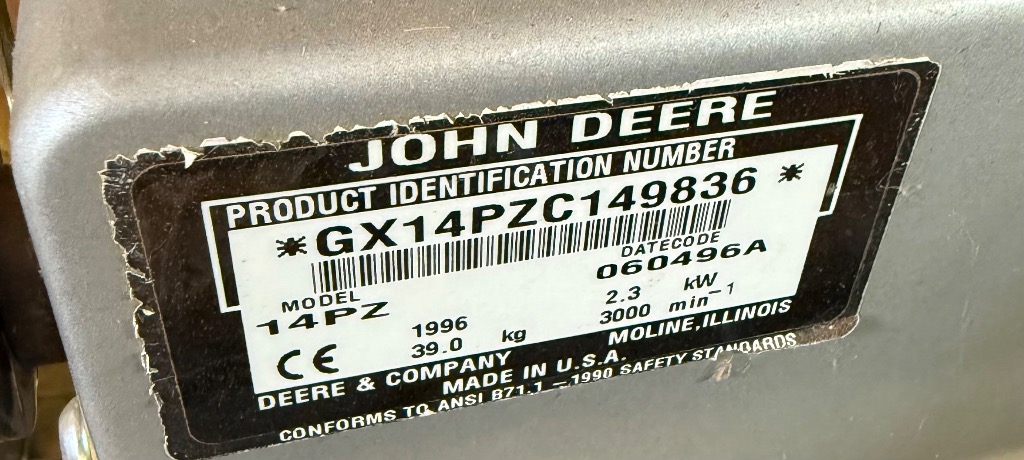 JOHN DEERE
PRODUCT IDENTIFICATION NUMBER
*GX14PZC149836 *
MODEL DATECODE
14PZ 060496A
1996 2.3 kW
39.0 kg 3000 min-1
CE
DEERE & COMPANY MOLINE, ILLINOIS
MADE IN U.S.A.
CONFORMS TO ANSI B71.1 - 1990 SAFETY STANDARDS